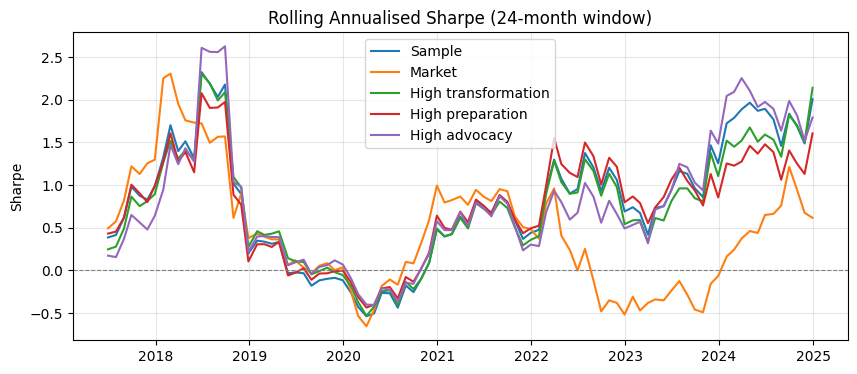 Rolling Annualised Sharpe (24-month window)
Sharpe
2.5
2.0
1.5
1.0
0.5
0.0
−0.5
Sample
Market
High transformation
High preparation
High advocacy
2018 2019 2020 2021 2022 2023 2024 2025